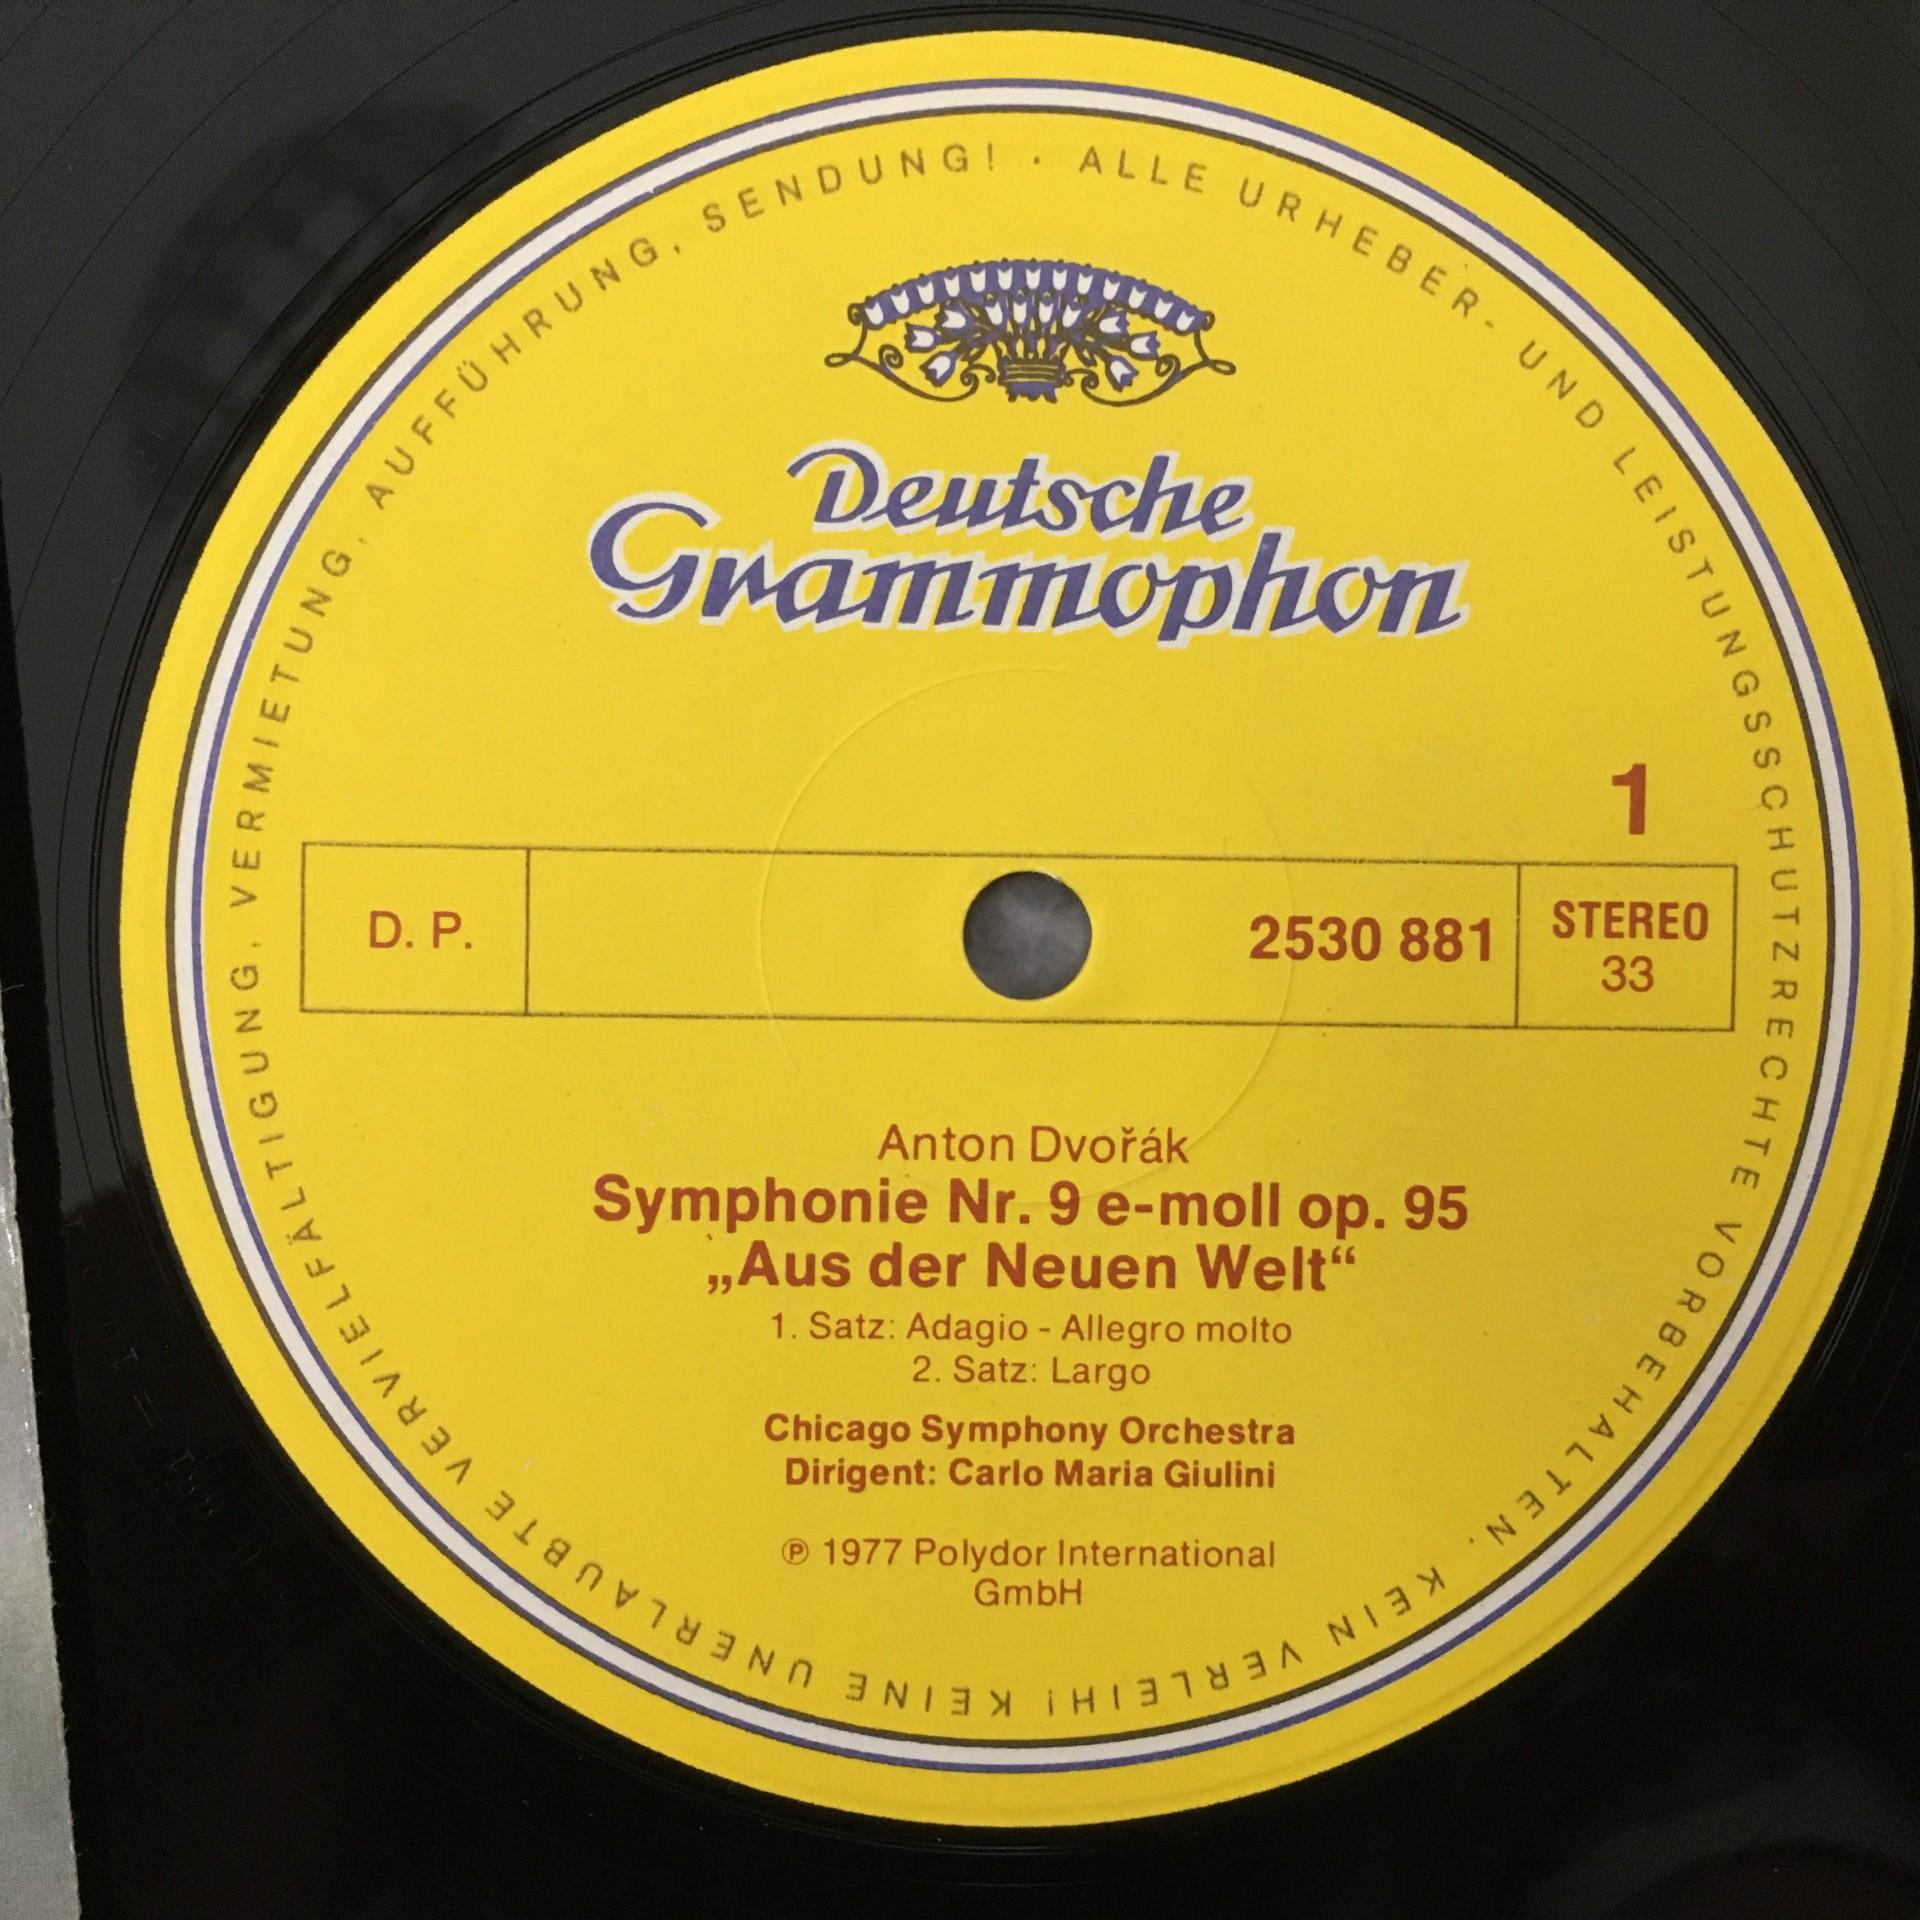 Deutsche
Grammophon
1
D. P.
2530 881
STEREO
33
Anton Dvořák
Symphonie Nr. 9 e-moll op. 95
„Aus der Neuen Welt“
1. Satz: Adagio - Allegro molto
2. Satz: Largo
Chicago Symphony Orchestra
Dirigent: Carlo Maria Giulini
℗ 1977 Polydor International
GmbH
ALLE URHEBER- UND LEISTUNGSSCHUTZRECHTE VORBEHALTEN. KEIN VERLEIH! KEINE UNERLAUBTE VERVIELFÄLTIGUNG, VERMIETUNG, AUFFÜHRUNG, SENDUNG! ·